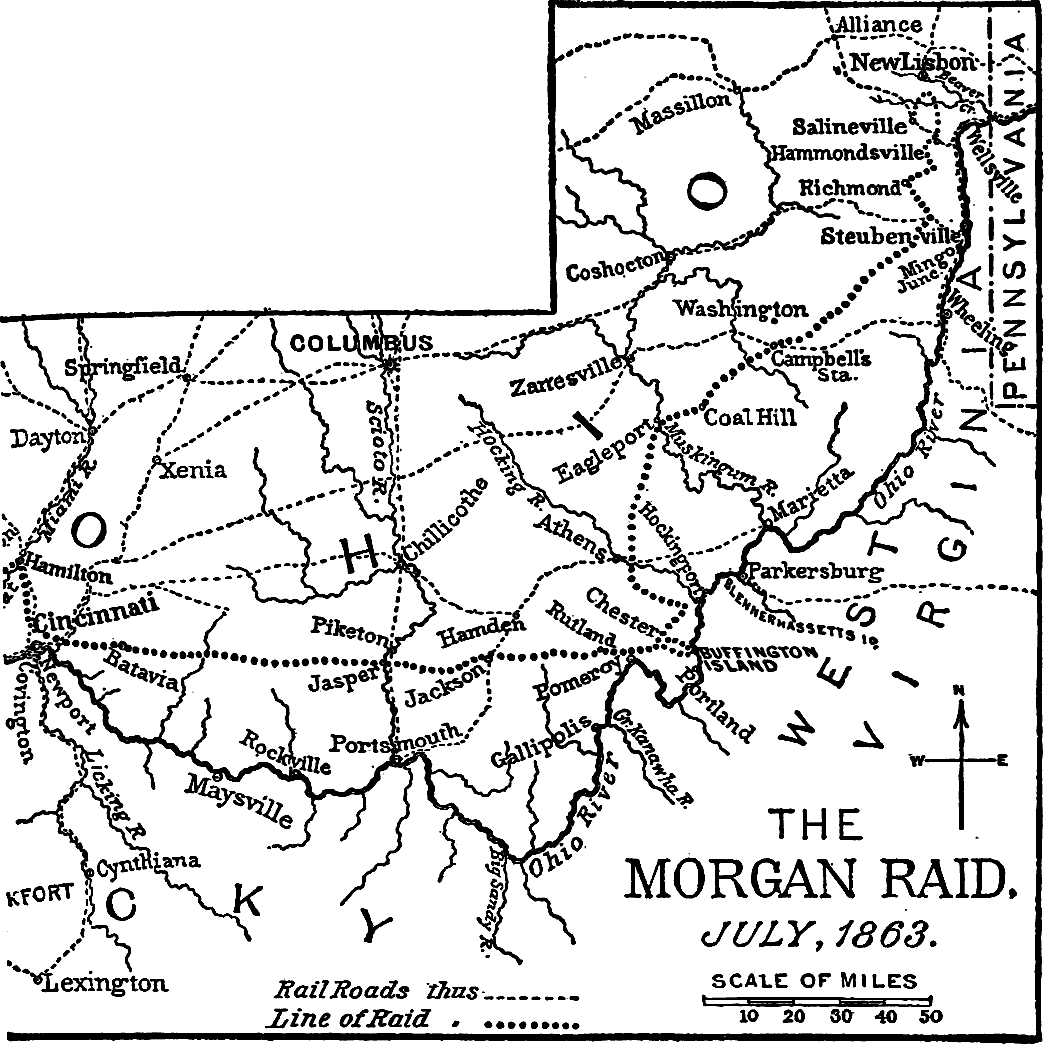 Alliance
New Lisbon
Beaver
Cr.
PENNSYLVANIA
Massillon
Salineville
Hammondsville
Wellsville
Richmond
O
Steubenville
Mingo
Junc.
Coshocton
Washington
Wheeling
COLUMBUS
Springfield
Zanesville
Campbell's
Sta.
Scioto R.
Coal Hill
Dayton
Hocking R.
I
Eagleport
Muskingum R.
Ohio River
Xenia
Miami R.
Marietta
O
H
Chillicothe
Athens
Hockingport
Hamilton
Parkersburg
BLENNERHASSETTS IS.
Cincinnati
Chester
Rutland
Piketon
Hamden
BUFFINGTON
ISLAND
WEST
VIRGINIA
Batavia
Jasper
Jackson
Pomeroy
Portland
Covington
Newport
Rockville
Portsmouth
Gallipolis
Gr. Kanawha R.
N
W E
Licking R.
Maysville
Ohio River
Cynthiana
Big Sandy R.
KFORT
C
K
Y
Lexington
THE
MORGAN RAID.
JULY, 1863.
SCALE OF MILES
10 20 30 40 50
Rail Roads thus
Line of Raid .